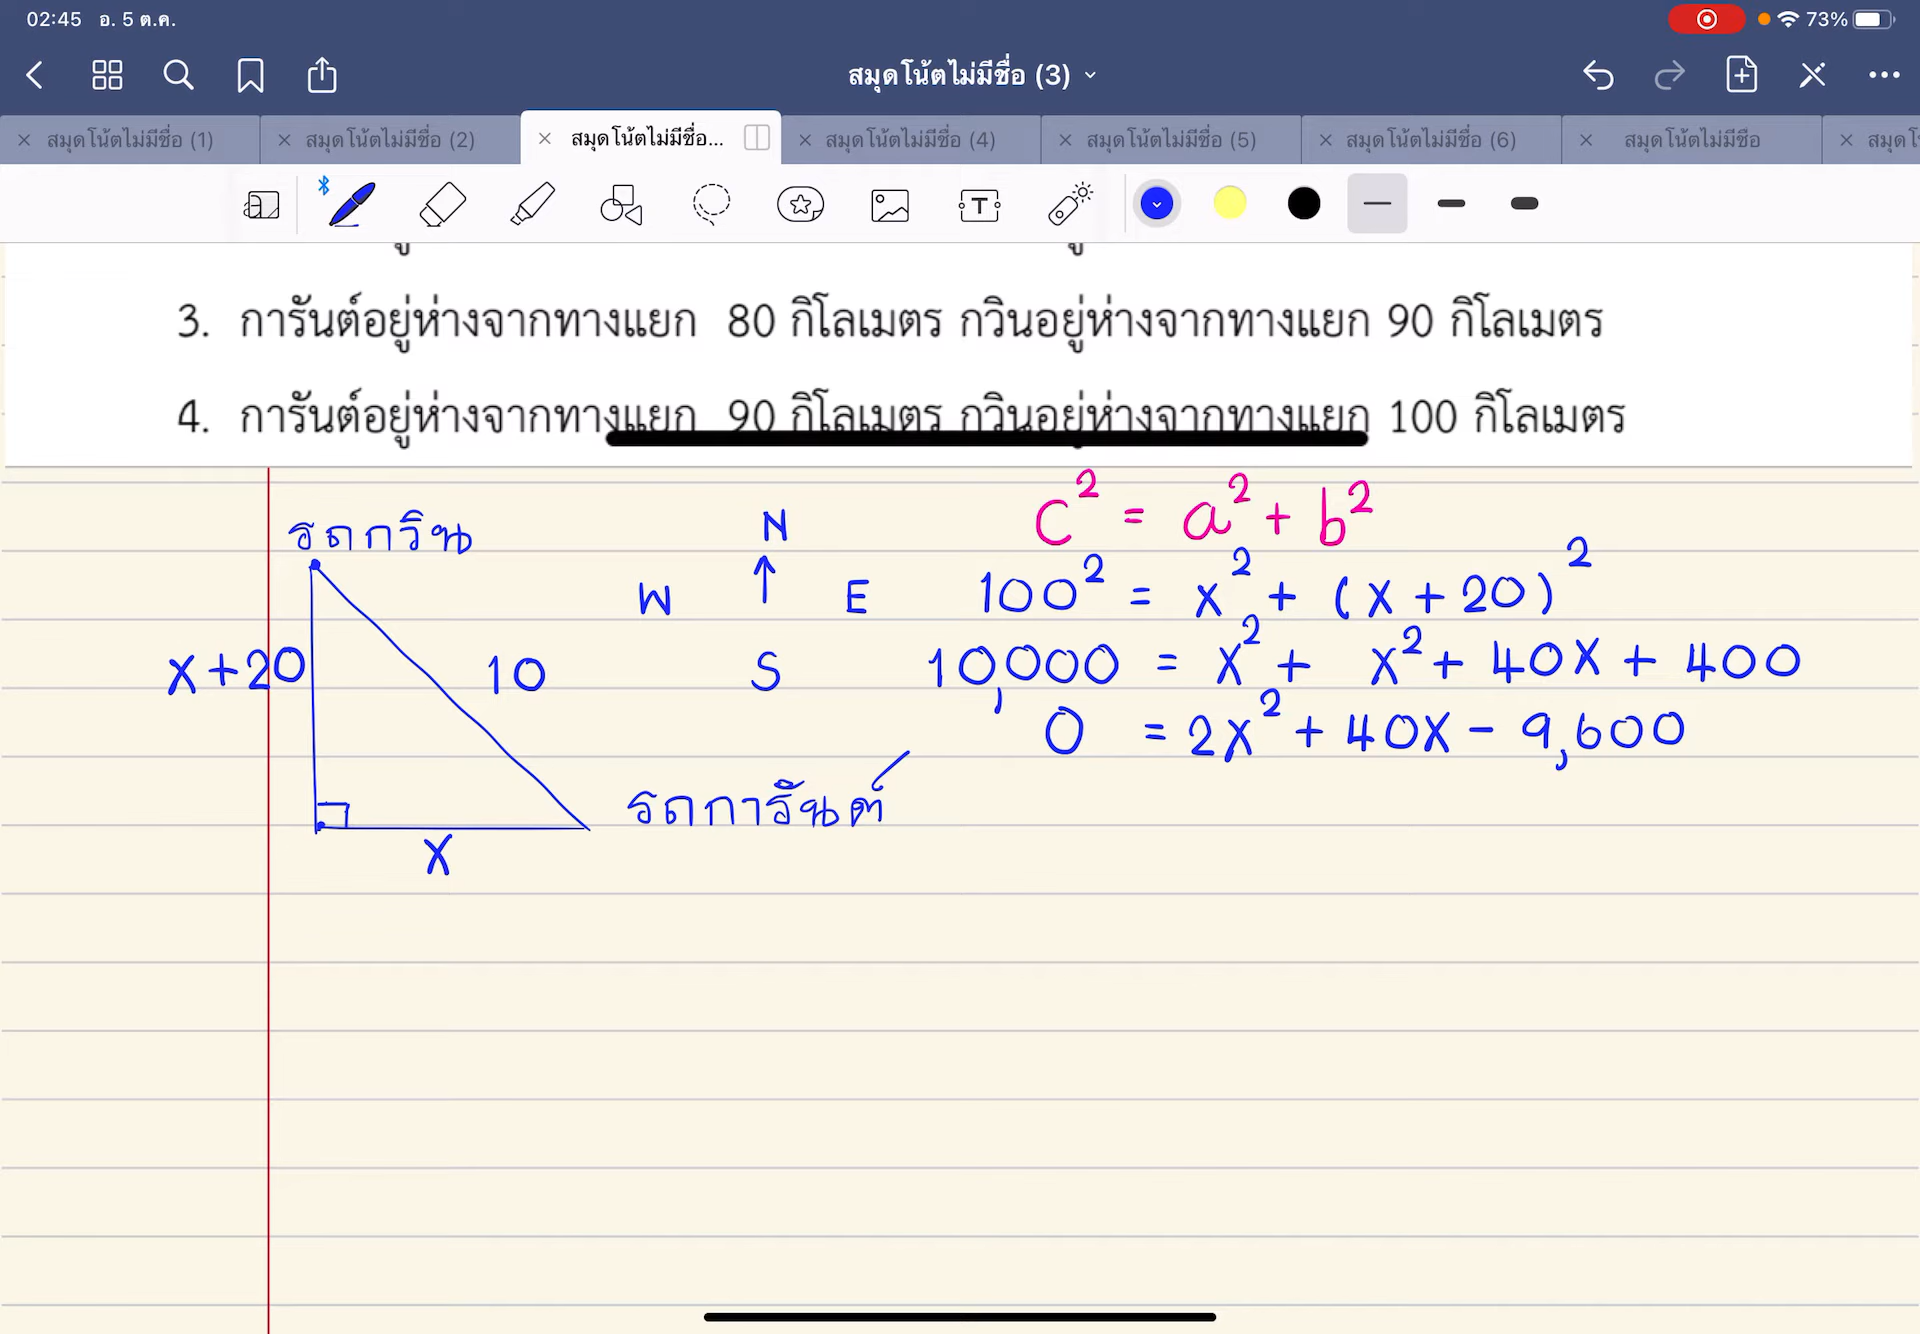 02:45 อ. 5 ต.ค.
73%
สมุดโน้ตไม่มีชื่อ (3)
สมุดโน้ตไม่มีชื่อ (1)
สมุดโน้ตไม่มีชื่อ (2)
สมุดโน้ตไม่มีชื่อ...
สมุดโน้ตไม่มีชื่อ (4)
สมุดโน้ตไม่มีชื่อ (5)
สมุดโน้ตไม่มีชื่อ (6)
สมุดโน้ตไม่มีชื่อ
3. การันต์อยู่ห่างจากทางแยก 80 กิโลเมตร กวินอยู่ห่างจากทางแยก 90 กิโลเมตร
4. การันต์อยู่ห่างจากทางแยก 90 กิโลเมตร กวินอยู่ห่างจากทางแยก 100 กิโลเมตร
รถกวิน
N
W E
S
x+20
10
x
รถการันต์
c² = a² + b²
100² = x² + (x+20)²
10,000 = x² + x² + 40x + 400
0 = 2x² + 40x - 9,600